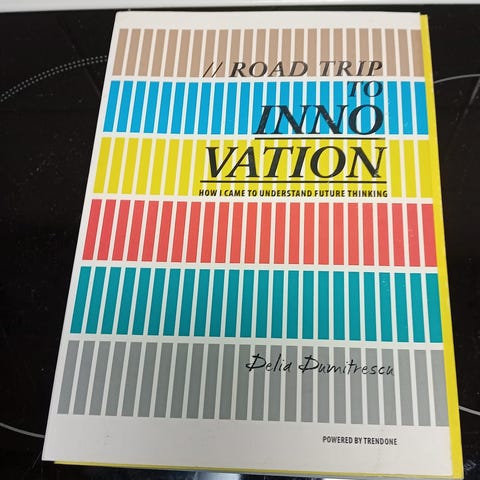 // ROAD TRIP
TO
INNO
VATION
HOW I CAME TO UNDERSTAND FUTURE THINKING
Delia Dumitrescu
POWERED BY TRENDONE